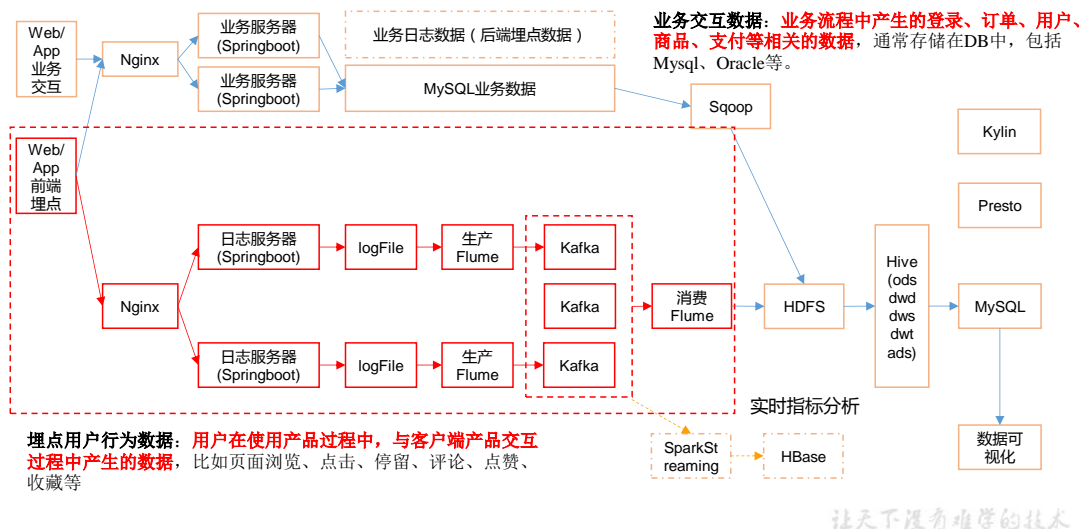 Web/
App
业务
交互
Nginx
业务服务器
(Springboot)
业务服务器
(Springboot)
业务日志数据（后端埋点数据）
MySQL业务数据
业务交互数据：业务流程中产生的登录、订单、用户、
商品、支付等相关的数据，通常存储在DB中，包括
Mysql、Oracle等。
Sqoop
Kylin
Presto
Web/
App
前端
埋点
Nginx
日志服务器
(Springboot)
logFile
生产
Flume
Kafka
Kafka
日志服务器
(Springboot)
logFile
生产
Flume
Kafka
消费
Flume
HDFS
Hive
(ods
dwd
dws
dwt
ads)
MySQL
实时指标分析
埋点用户行为数据：用户在使用产品过程中，与客户端产品交互
过程中产生的数据，比如页面浏览、点击、停留、评论、点赞、
收藏等
SparkSt
reaming
HBase
数据可
视化
让天下没有难学的技术